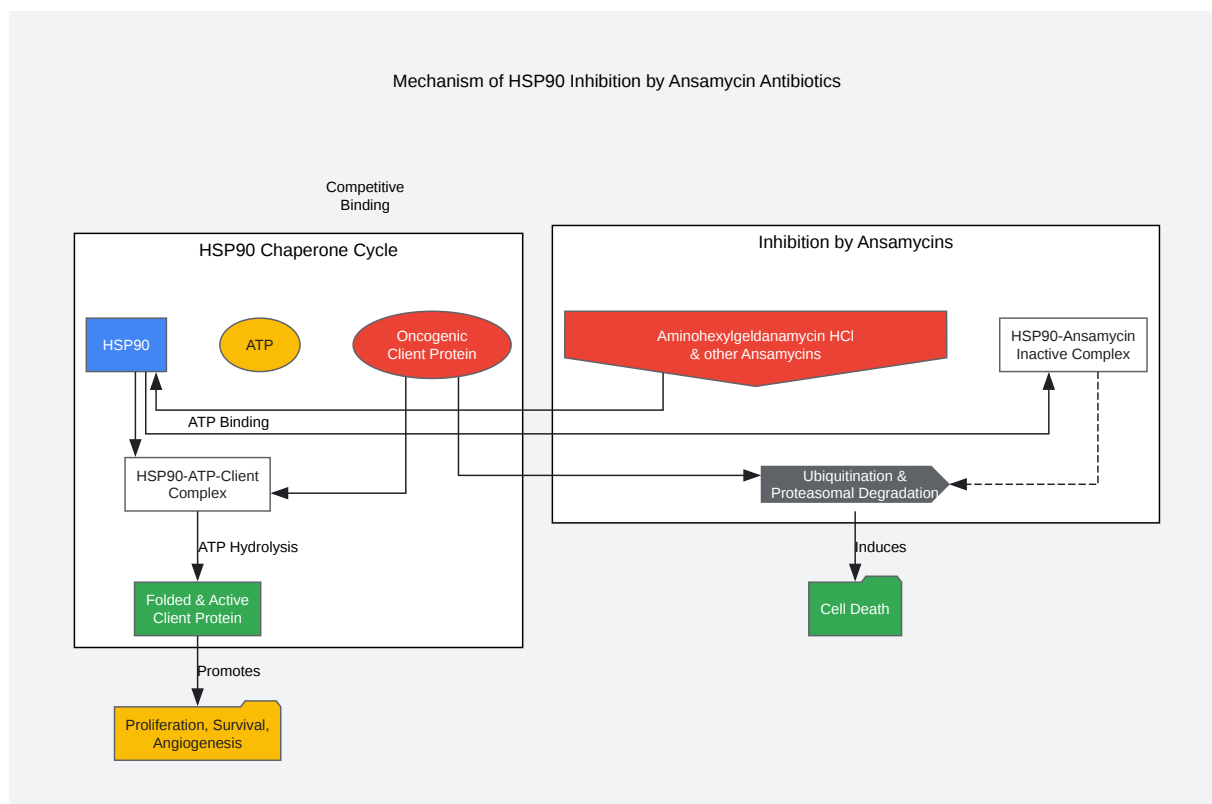 Mechanism of HSP90 Inhibition by Ansamycin Antibiotics
Competitive
Binding
HSP90 Chaperone Cycle
Inhibition by Ansamycins
HSP90
ATP
Oncogenic
Client Protein
Aminohexylgeldanamycin HCl
& other Ansamycins
HSP90-Ansamycin
Inactive Complex
ATP Binding
HSP90-ATP-Client
Complex
Ubiquitination &
Proteasomal Degradation
ATP Hydrolysis
Induces
Folded & Active
Client Protein
Cell Death
Promotes
Proliferation, Survival,
Angiogenesis